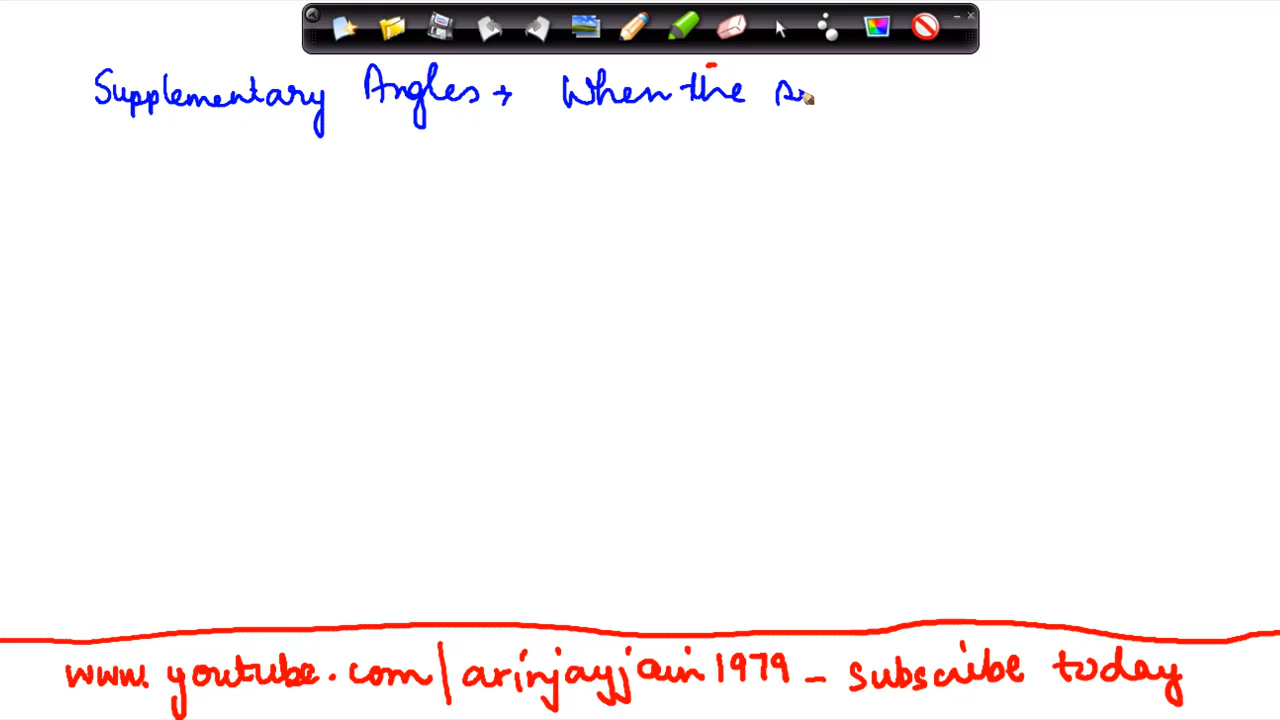 Supplementary Angles → When the
www.youtube.com/arinjayjain1979 - subscribe today